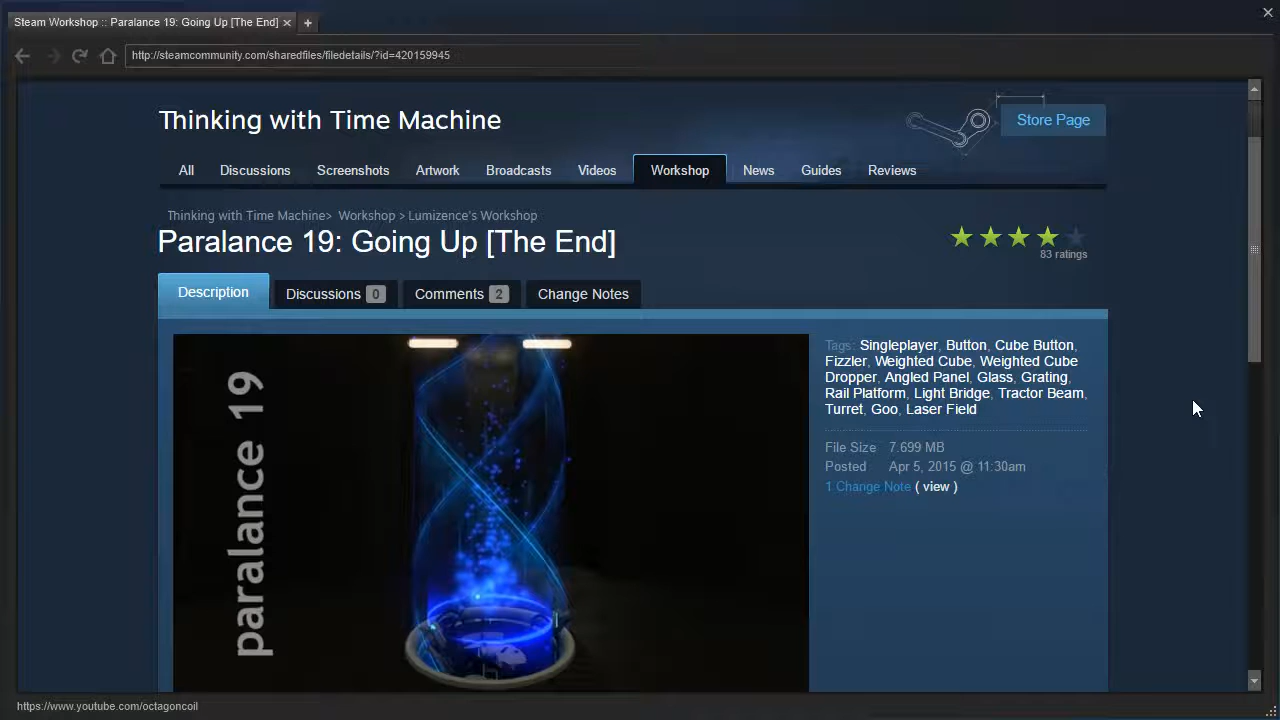 Steam Workshop :: Paralance 19: Going Up [The End]
http://steamcommunity.com/sharedfiles/filedetails/?id=420159945
Thinking with Time Machine
Store Page
All Discussions Screenshots Artwork Broadcasts Videos Workshop News Guides Reviews
Thinking with Time Machine> Workshop > Lumizence's Workshop
Paralance 19: Going Up [The End]
83 ratings
Description Discussions 0 Comments 2 Change Notes
paralance 19
Tags: Singleplayer, Button, Cube Button,
Fizzler, Weighted Cube, Weighted Cube
Dropper, Angled Panel, Glass, Grating,
Rail Platform, Light Bridge, Tractor Beam,
Turret, Goo, Laser Field
File Size 7.699 MB
Posted Apr 5, 2015 @ 11:30am
1 Change Note ( view )
https://www.youtube.com/octagoncoil